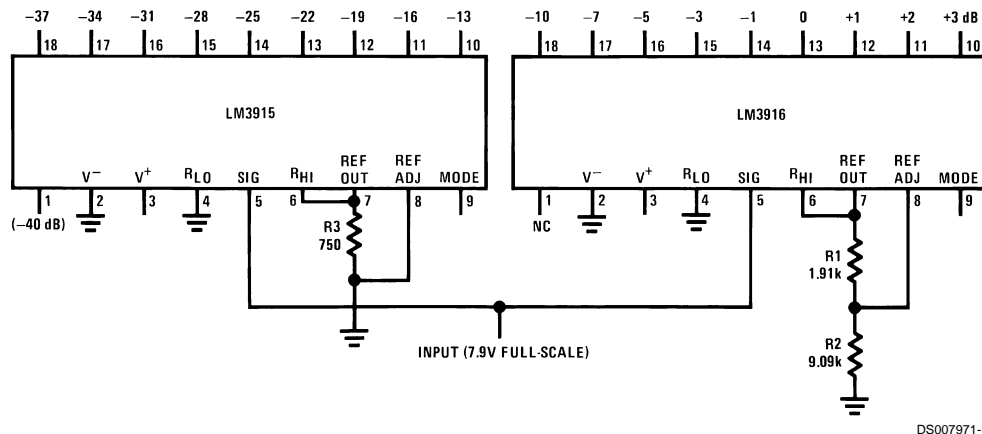 −37 −34 −31 −28 −25 −22 −19 −16 −13 −10 −7 −5 −3 −1 0 +1 +2 +3 dB
18 17 16 15 14 13 12 11 10 18 17 16 15 14 13 12 11 10
LM3915 LM3916
V− V+ RLO SIG RHI REF OUT REF ADJ MODE V− V+ RLO SIG RHI REF OUT REF ADJ MODE
1 2 3 4 5 6 7 8 9 1 2 3 4 5 6 7 8 9
(−40 dB) NC
R3
750
R1
1.91k
INPUT (7.9V FULL-SCALE)
R2
9.09k
DS007971-